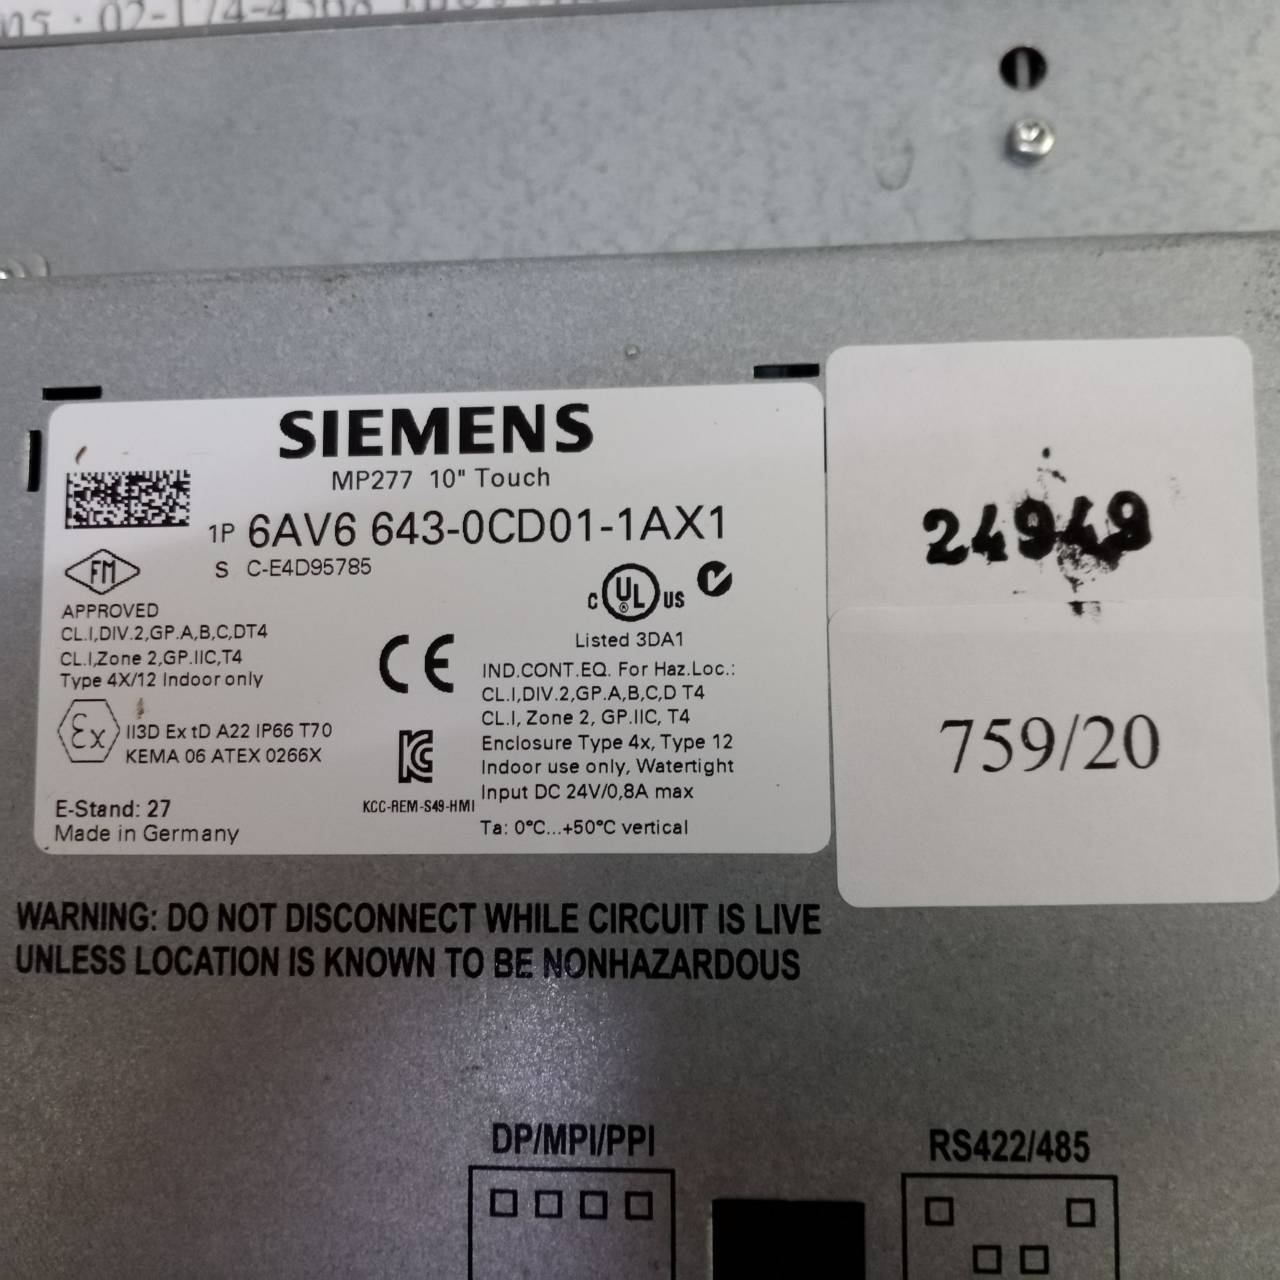 02-174-4368
SIEMENS
MP277 10" Touch
1P 6AV6 643-0CD01-1AX1
S C-E4D95785
FM
APPROVED
CL.I,DIV.2,GP.A,B,C,DT4
CL.I,Zone 2,GP.IIC,T4
Type 4X/12 Indoor only
Ex II3D Ex tD A22 IP66 T70
KEMA 06 ATEX 0266X
E-Stand: 27
Made in Germany
CE
KCC-REM-S49-HMI
C UL ® US
Listed 3DA1
IND.CONT.EQ. For Haz.Loc.:
CL.I,DIV.2,GP.A,B,C,D T4
CL.I, Zone 2, GP.IIC, T4
Enclosure Type 4x, Type 12
Indoor use only, Watertight
Input DC 24V/0,8A max
Ta: 0°C...+50°C vertical
24949
759/20
WARNING: DO NOT DISCONNECT WHILE CIRCUIT IS LIVE
UNLESS LOCATION IS KNOWN TO BE NONHAZARDOUS
DP/MPI/PPI
RS422/485